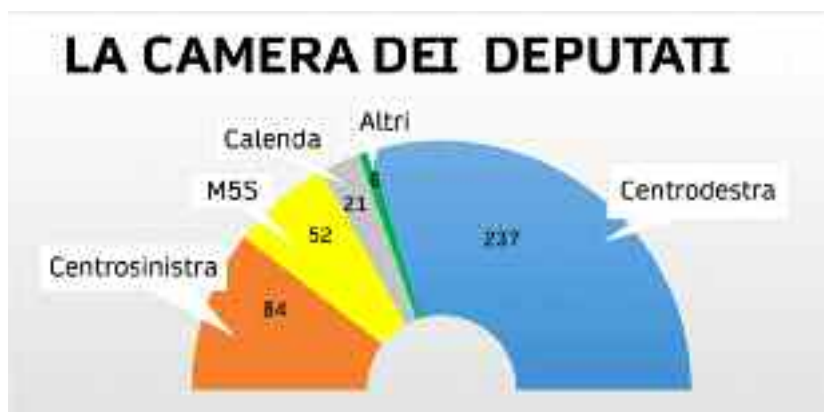 LA CAMERA DEI DEPUTATI
Altri
Calenda
M5S
Centrodestra
21
6
52
237
Centrosinistra
84